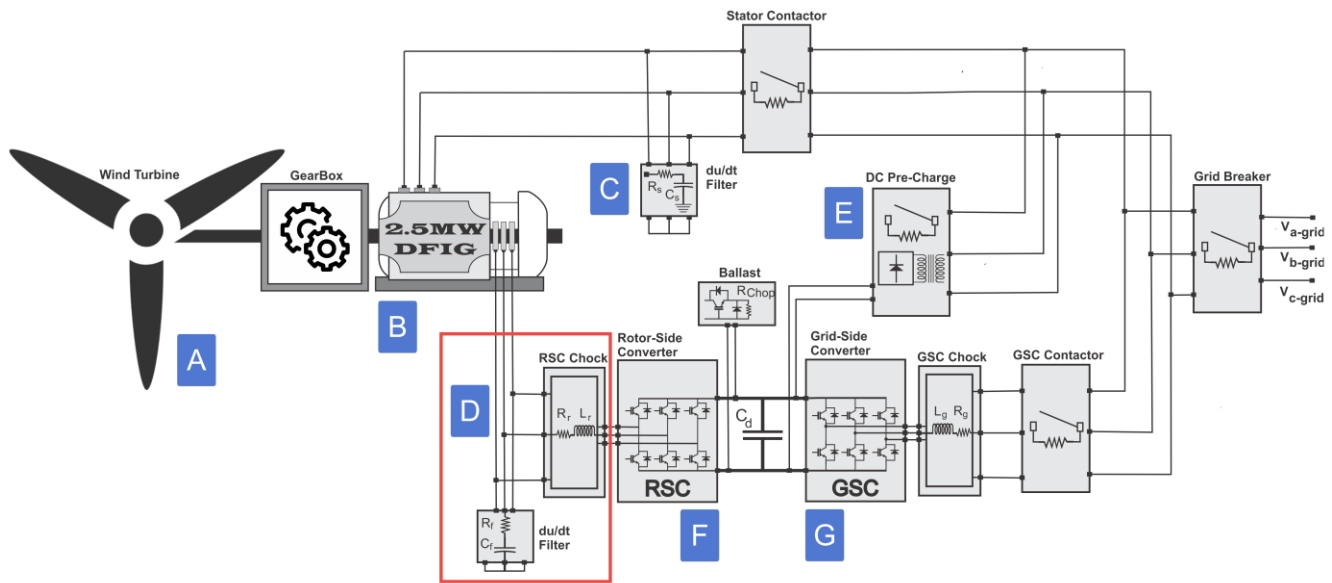 Stator Contactor
Wind Turbine
GearBox
2.5MW
DFIG
A
B
C
du/dt
Filter
Rs
Cs
E
DC Pre-Charge
Grid Breaker
Va-grid
Vb-grid
Vc-grid
Ballast
RChop
D
RSC Chock
Rr
Lr
Rotor-Side
Converter
RSC
F
Cd
Grid-Side
Converter
GSC
G
GSC Chock
Lg
Rg
GSC Contactor
Rf
Cf
du/dt
Filter